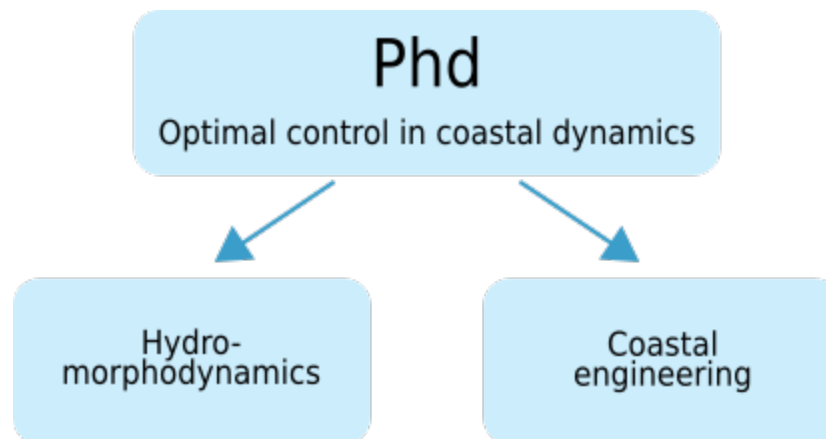 Phd
Optimal control in coastal dynamics
Hydro-
morphodynamics
Coastal
engineering